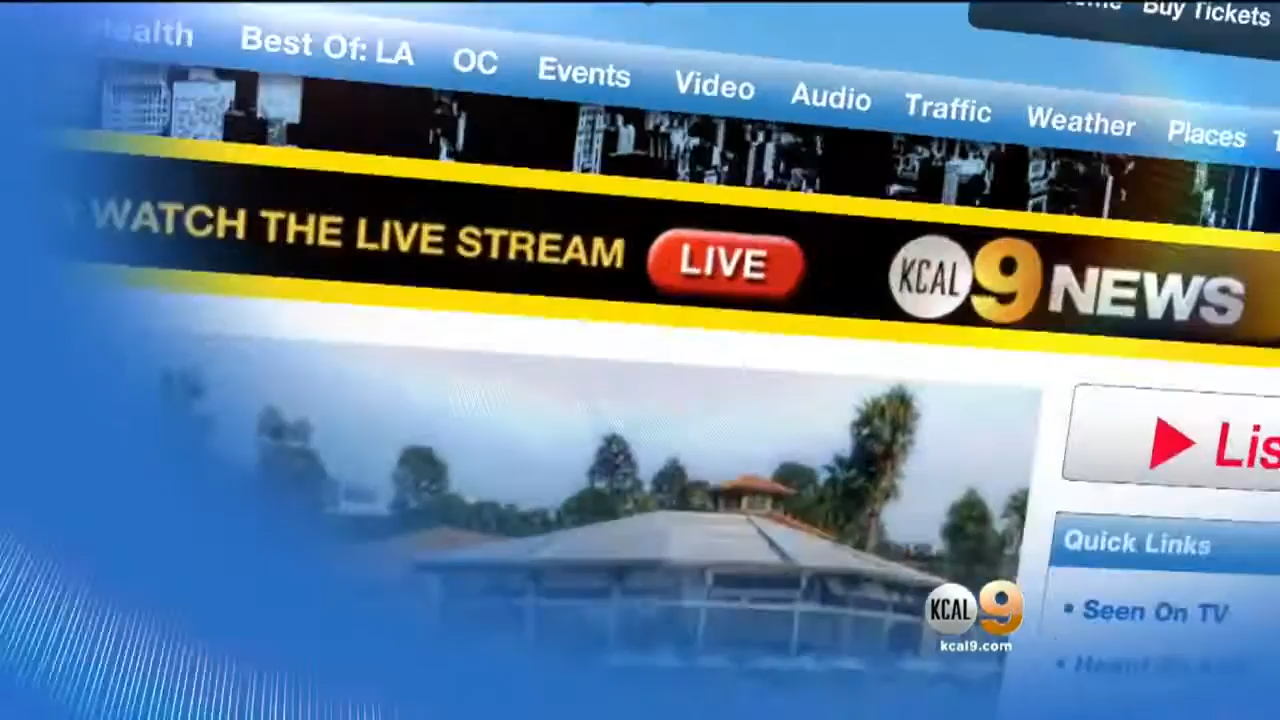 Buy Tickets
Health Best Of: LA OC Events Video Audio Traffic Weather Places
WATCH THE LIVE STREAM LIVE KCAL 9 NEWS
Quick Links
• Seen On TV
KCAL 9
kcal9.com